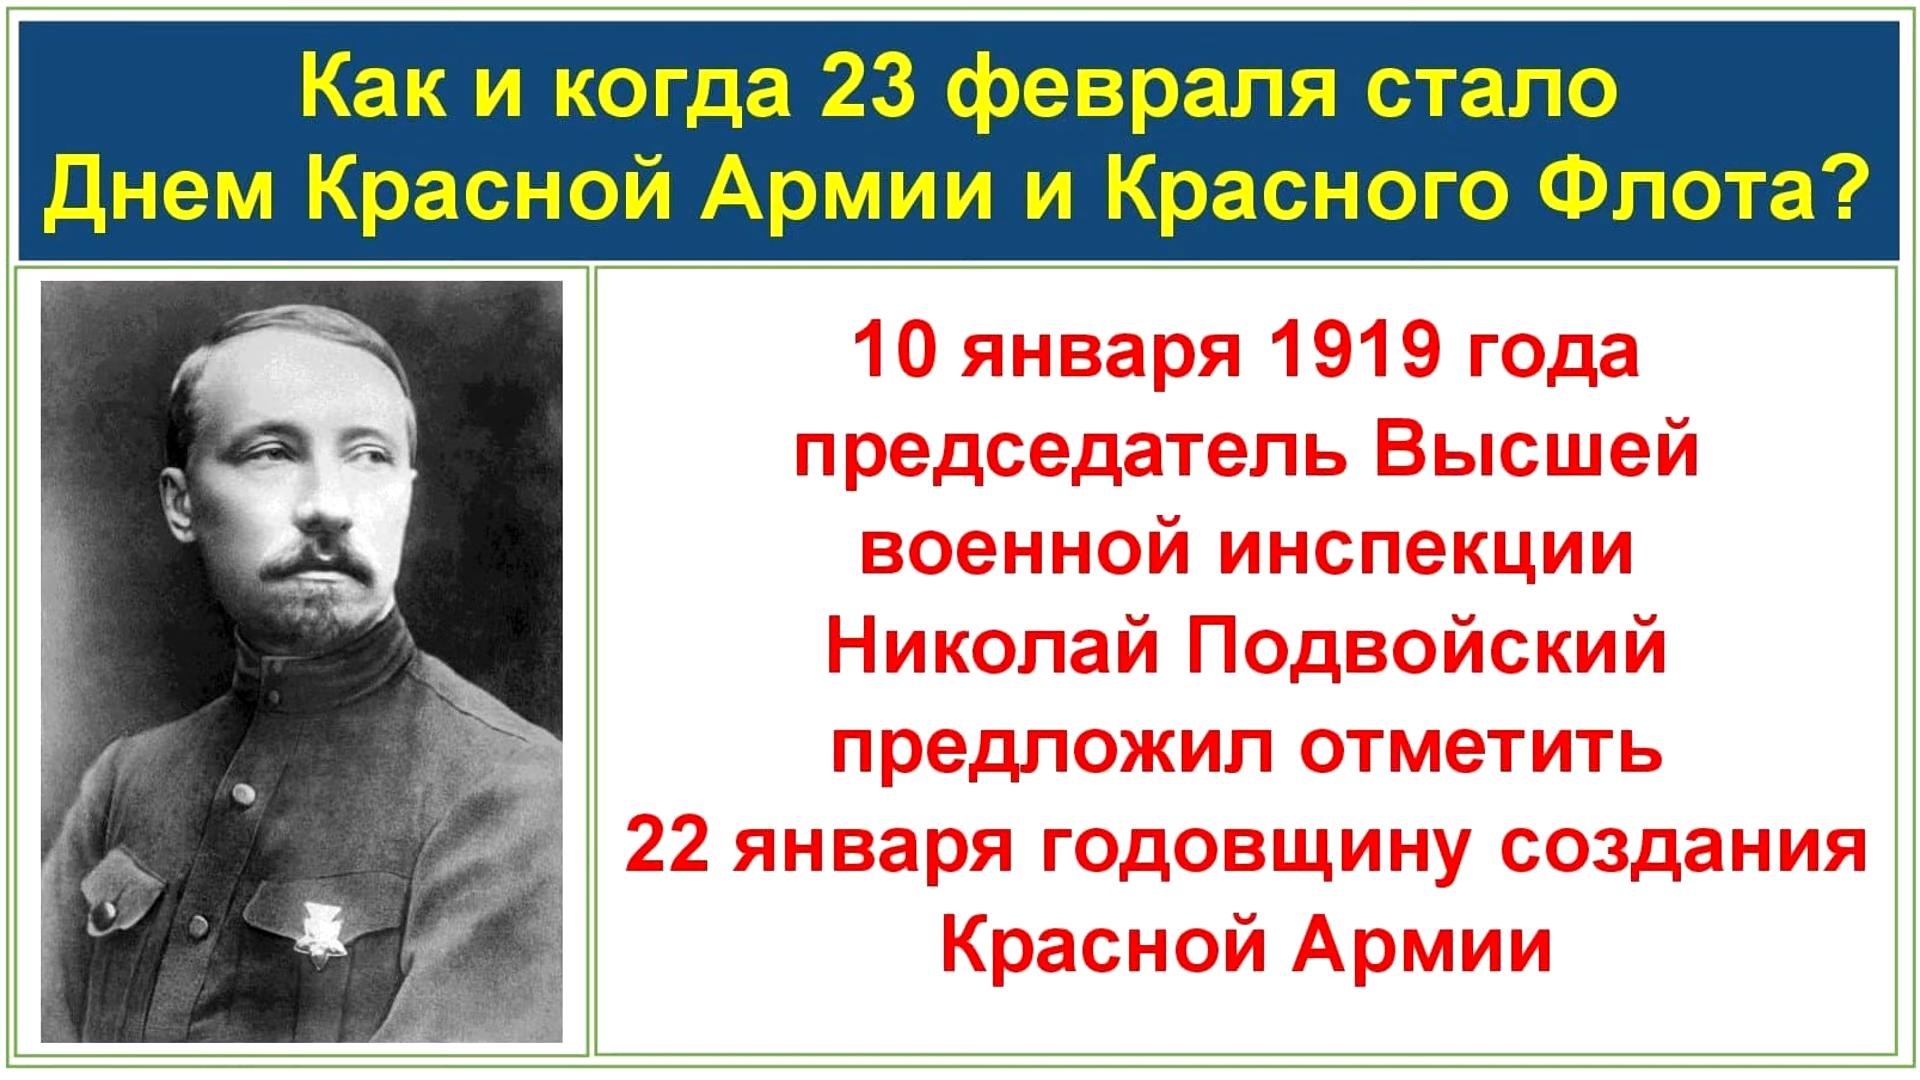 Как и когда 23 февраля стало
Днем Красной Армии и Красного Флота?
10 января 1919 года
председатель Высшей
военной инспекции
Николай Подвойский
предложил отметить
22 января годовщину создания
Красной Армии